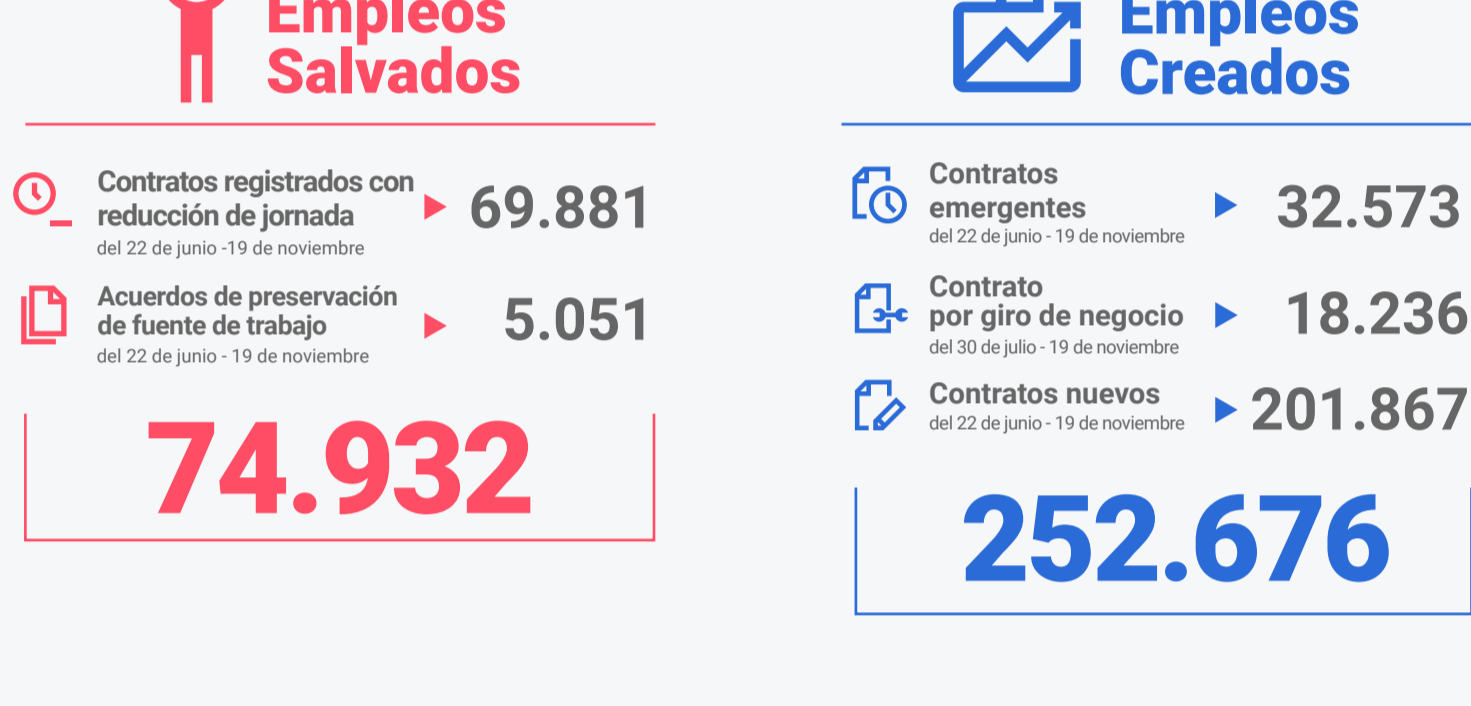 Empleos
Salvados
Contratos registrados con
reducción de jornada
del 22 de junio -19 de noviembre
69.881
Acuerdos de preservación
de fuente de trabajo
del 22 de junio - 19 de noviembre
5.051
74.932
Empleos
Creados
Contratos
emergentes
del 22 de junio - 19 de noviembre
32.573
Contrato
por giro de negocio
del 30 de julio - 19 de noviembre
18.236
Contratos nuevos
del 22 de junio - 19 de noviembre
201.867
252.676